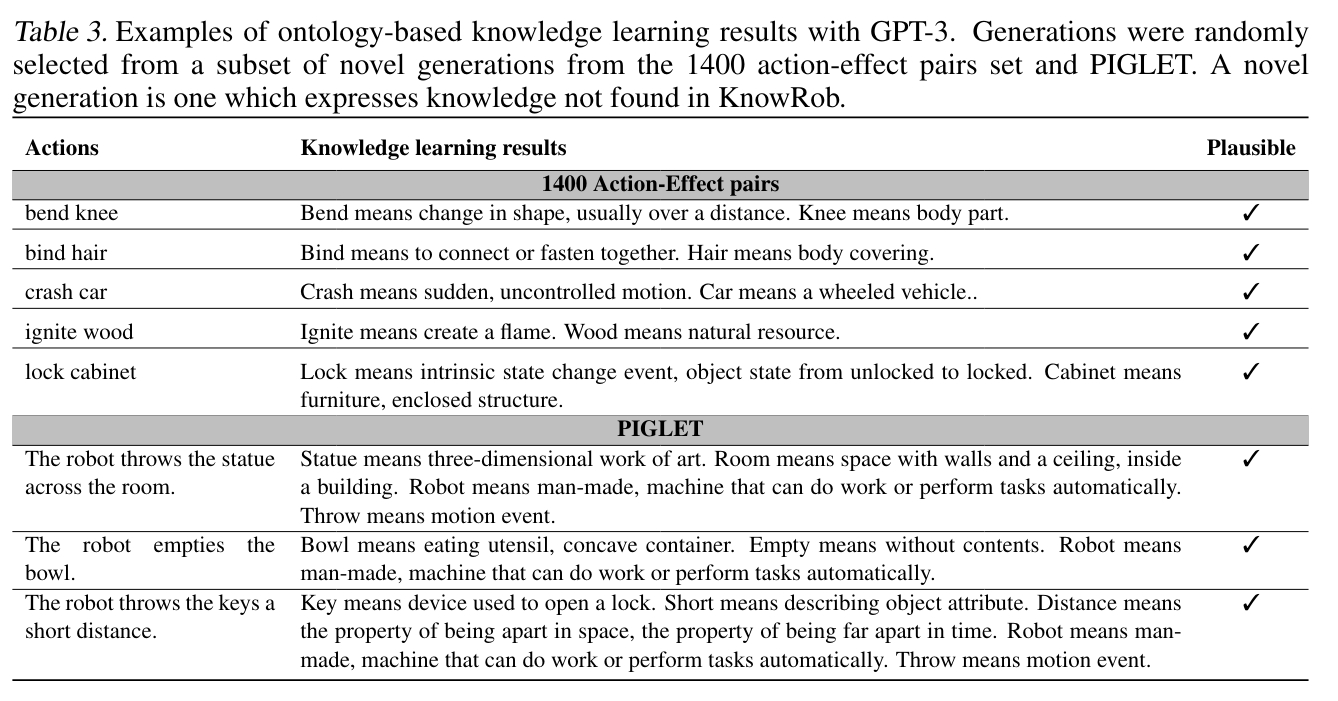 Table 3. Examples of ontology-based knowledge learning results with GPT-3. Generations were randomly
selected from a subset of novel generations from the 1400 action-effect pairs set and PIGLET. A novel
generation is one which expresses knowledge not found in KnowRob.
Actions Knowledge learning results Plausible
1400 Action-Effect pairs
bend knee Bend means change in shape, usually over a distance. Knee means body part. ✓
bind hair Bind means to connect or fasten together. Hair means body covering. ✓
crash car Crash means sudden, uncontrolled motion. Car means a wheeled vehicle.. ✓
ignite wood Ignite means create a flame. Wood means natural resource. ✓
lock cabinet Lock means intrinsic state change event, object state from unlocked to locked. Cabinet means ✓
furniture, enclosed structure.
PIGLET
The robot throws the statue Statue means three-dimensional work of art. Room means space with walls and a ceiling, inside ✓
across the room. a building. Robot means man-made, machine that can do work or perform tasks automatically.
Throw means motion event.
The robot empties the Bowl means eating utensil, concave container. Empty means without contents. Robot means ✓
bowl. man-made, machine that can do work or perform tasks automatically.
The robot throws the keys a Key means device used to open a lock. Short means describing object attribute. Distance means ✓
short distance. the property of being apart in space, the property of being far apart in time. Robot means man-
made, machine that can do work or perform tasks automatically. Throw means motion event.